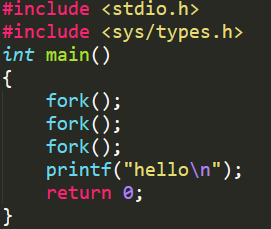 #include <stdio.h>
#include <sys/types.h>
int main()
{
    fork();
    fork();
    fork();
    printf("hello\n");
    return 0;
}